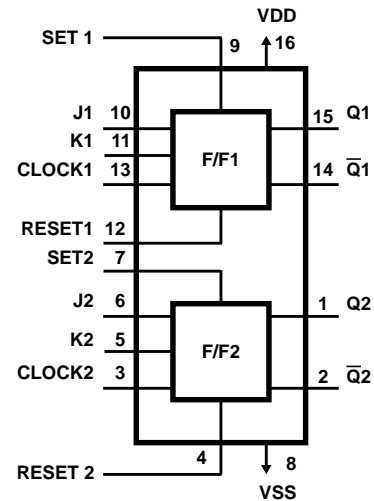 VDD
SET 1 9 16
J1 10 15 Q1
K1 11
F/F1
CLOCK1 13 14 Q̅1
RESET1 12
SET2 7
J2 6 1 Q2
K2 5
F/F2
CLOCK2 3 2 Q̅2
4 8
RESET 2 VSS